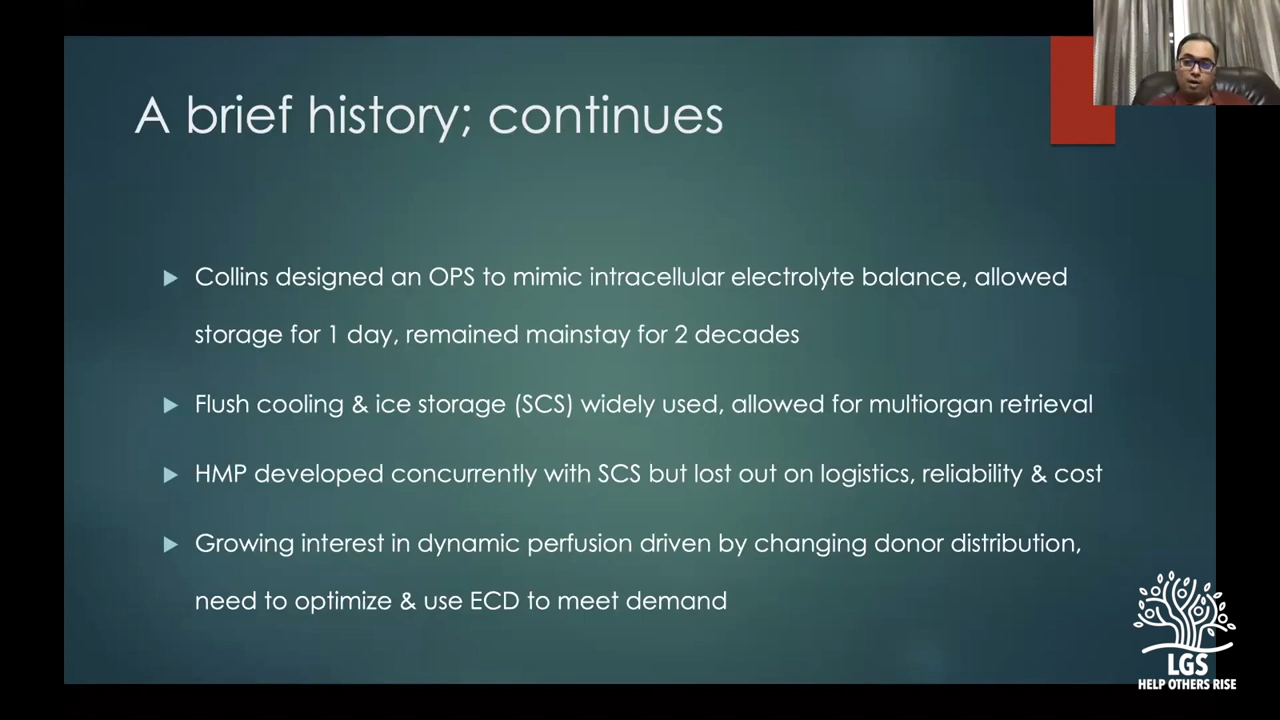 A brief history; continues
Collins designed an OPS to mimic intracellular electrolyte balance, allowed
storage for 1 day, remained mainstay for 2 decades
Flush cooling & ice storage (SCS) widely used, allowed for multiorgan retrieval
HMP developed concurrently with SCS but lost out on logistics, reliability & cost
Growing interest in dynamic perfusion driven by changing donor distribution,
need to optimize & use ECD to meet demand
LGS
HELP OTHERS RISE